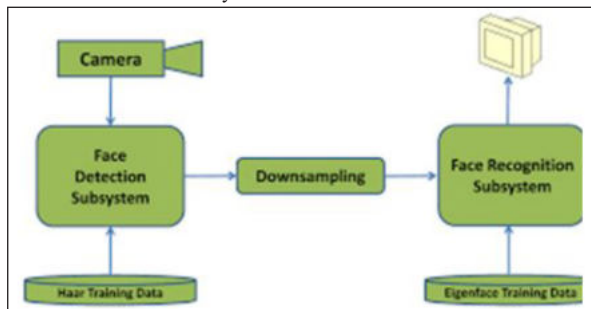 Camera
Face
Detection
Subsystem
Downsampling
Face Recognition
Subsystem
Haar Training Data
Eigenface Training Data